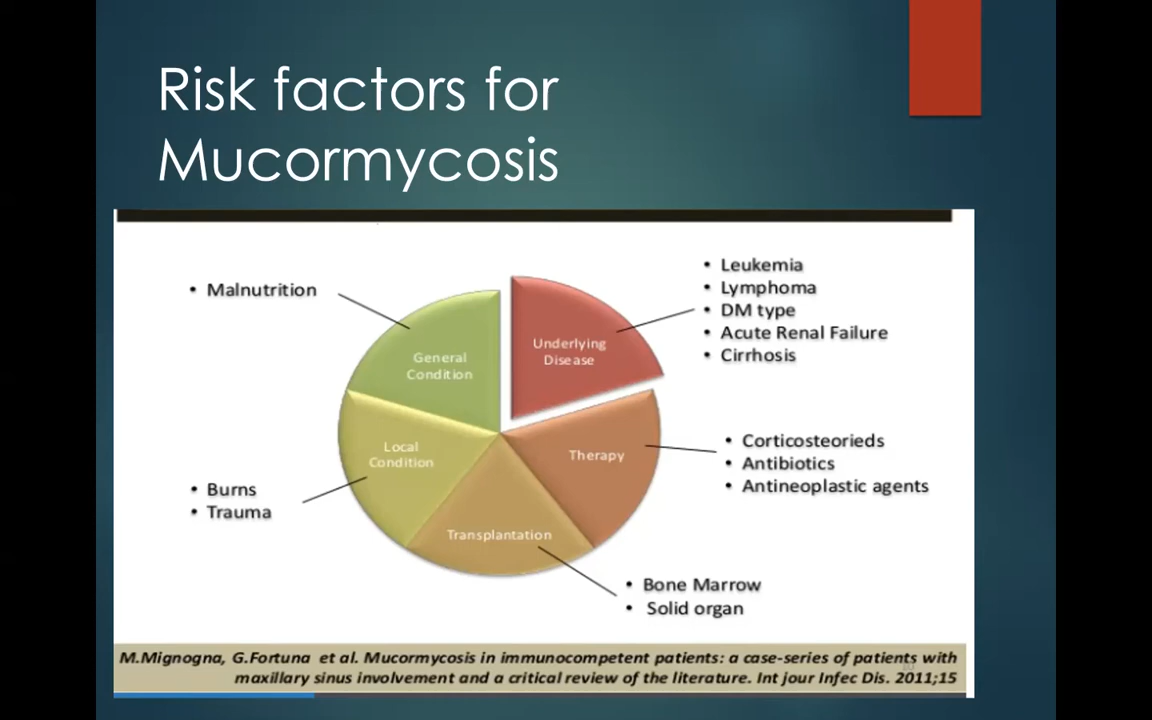 Risk factors for
Mucormycosis
• Malnutrition
General
Condition
Underlying
Disease
• Leukemia
• Lymphoma
• DM type
• Acute Renal Failure
• Cirrhosis
Local
Condition
Therapy
• Corticosteorieds
• Antibiotics
• Antineoplastic agents
• Burns
• Trauma
Transplantation
• Bone Marrow
• Solid organ
M.Mignogna, G.Fortuna et al. Mucormycosis in immunocompetent patients: a case-series of patients with
maxillary sinus involvement and a critical review of the literature. Int jour Infec Dis. 2011;15